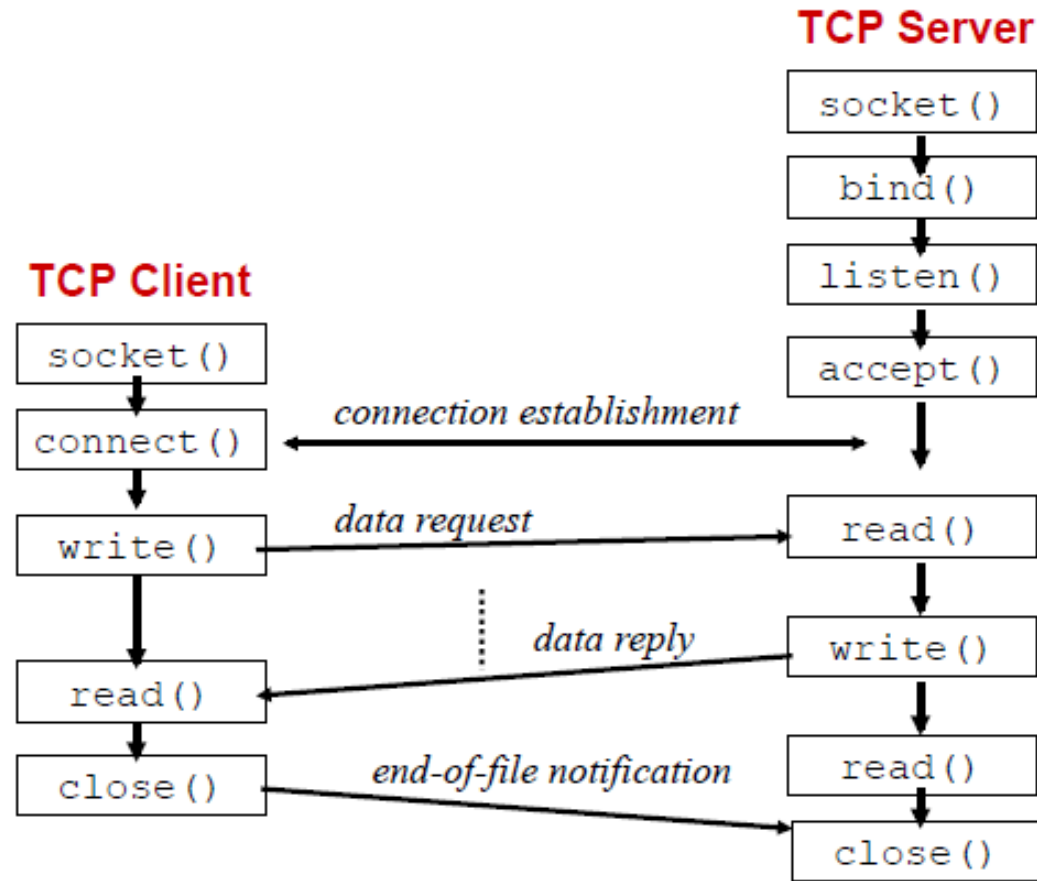 TCP Server
socket()
bind()
listen()
TCP Client
socket()
accept()
connection establishment
connect()
data request
write()
read()
data reply
write()
read()
end-of-file notification
read()
close()
close()